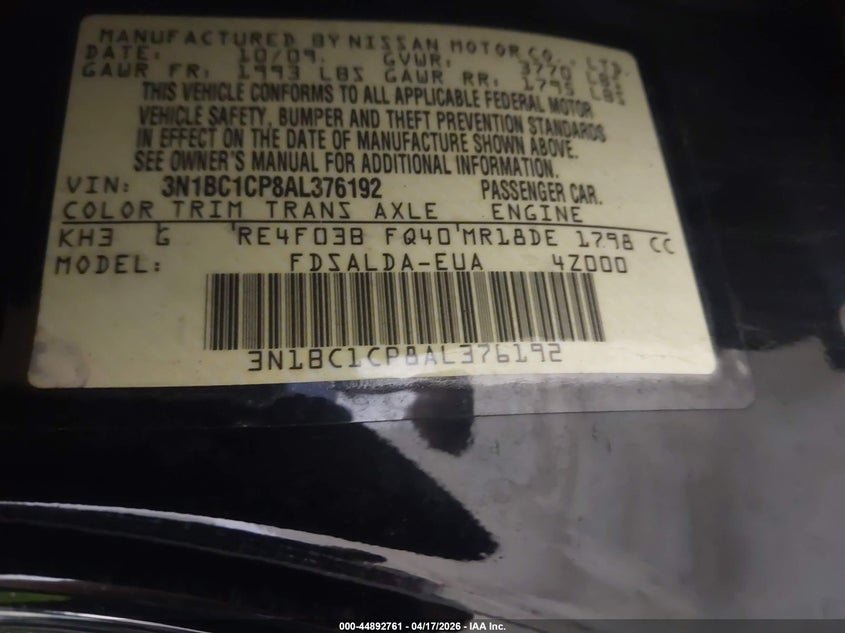 MANUFACTURED BY NISSAN MOTOR CO., LTD.
DATE: 10/09. GVWR: 3770 LBS
GAWR FR: 1993 LBS GAWR RR: 1795 LBS
THIS VEHICLE CONFORMS TO ALL APPLICABLE FEDERAL MOTOR
VEHICLE SAFETY, BUMPER AND THEFT PREVENTION STANDARDS
IN EFFECT ON THE DATE OF MANUFACTURE SHOWN ABOVE.
SEE OWNER'S MANUAL FOR ADDITIONAL INFORMATION.
VIN: 3N1BC1CP8AL376192 PASSENGER CAR.
COLOR TRIM TRANS AXLE ENGINE
KH3 G RE4F03B FQ40 MR18DE 1798 CC
MODEL: FDSALDA-EUA 4Z000
3N1BC1CP8AL376192
000-44892761 - 04/17/2026 - IAA Inc.